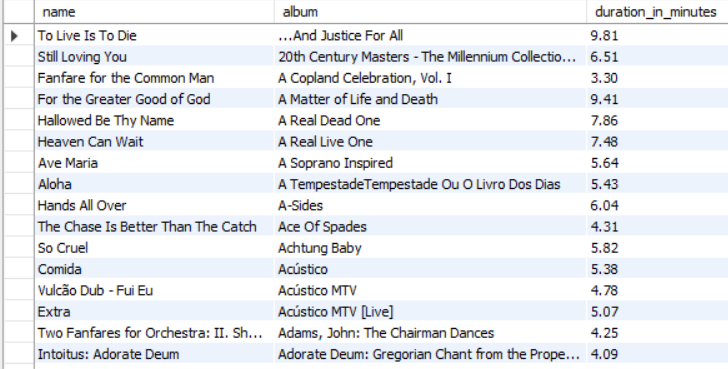 name album duration_in_minutes
To Live Is To Die ...And Justice For All 9.81
Still Loving You 20th Century Masters - The Millennium Collectio... 6.51
Fanfare for the Common Man A Copland Celebration, Vol. I 3.30
For the Greater Good of God A Matter of Life and Death 9.41
Hallowed Be Thy Name A Real Dead One 7.86
Heaven Can Wait A Real Live One 7.48
Ave Maria A Soprano Inspired 5.64
Aloha A TempestadeTempestade Ou O Livro Dos Dias 5.43
Hands All Over A-Sides 6.04
The Chase Is Better Than The Catch Ace Of Spades 4.31
So Cruel Achtung Baby 5.82
Comida Acústico 5.38
Vulcão Dub - Fui Eu Acústico MTV 4.78
Extra Acústico MTV [Live] 5.07
Two Fanfares for Orchestra: II. Sh... Adams, John: The Chairman Dances 4.25
Intoitus: Adorate Deum Adorate Deum: Gregorian Chant from the Prope... 4.09